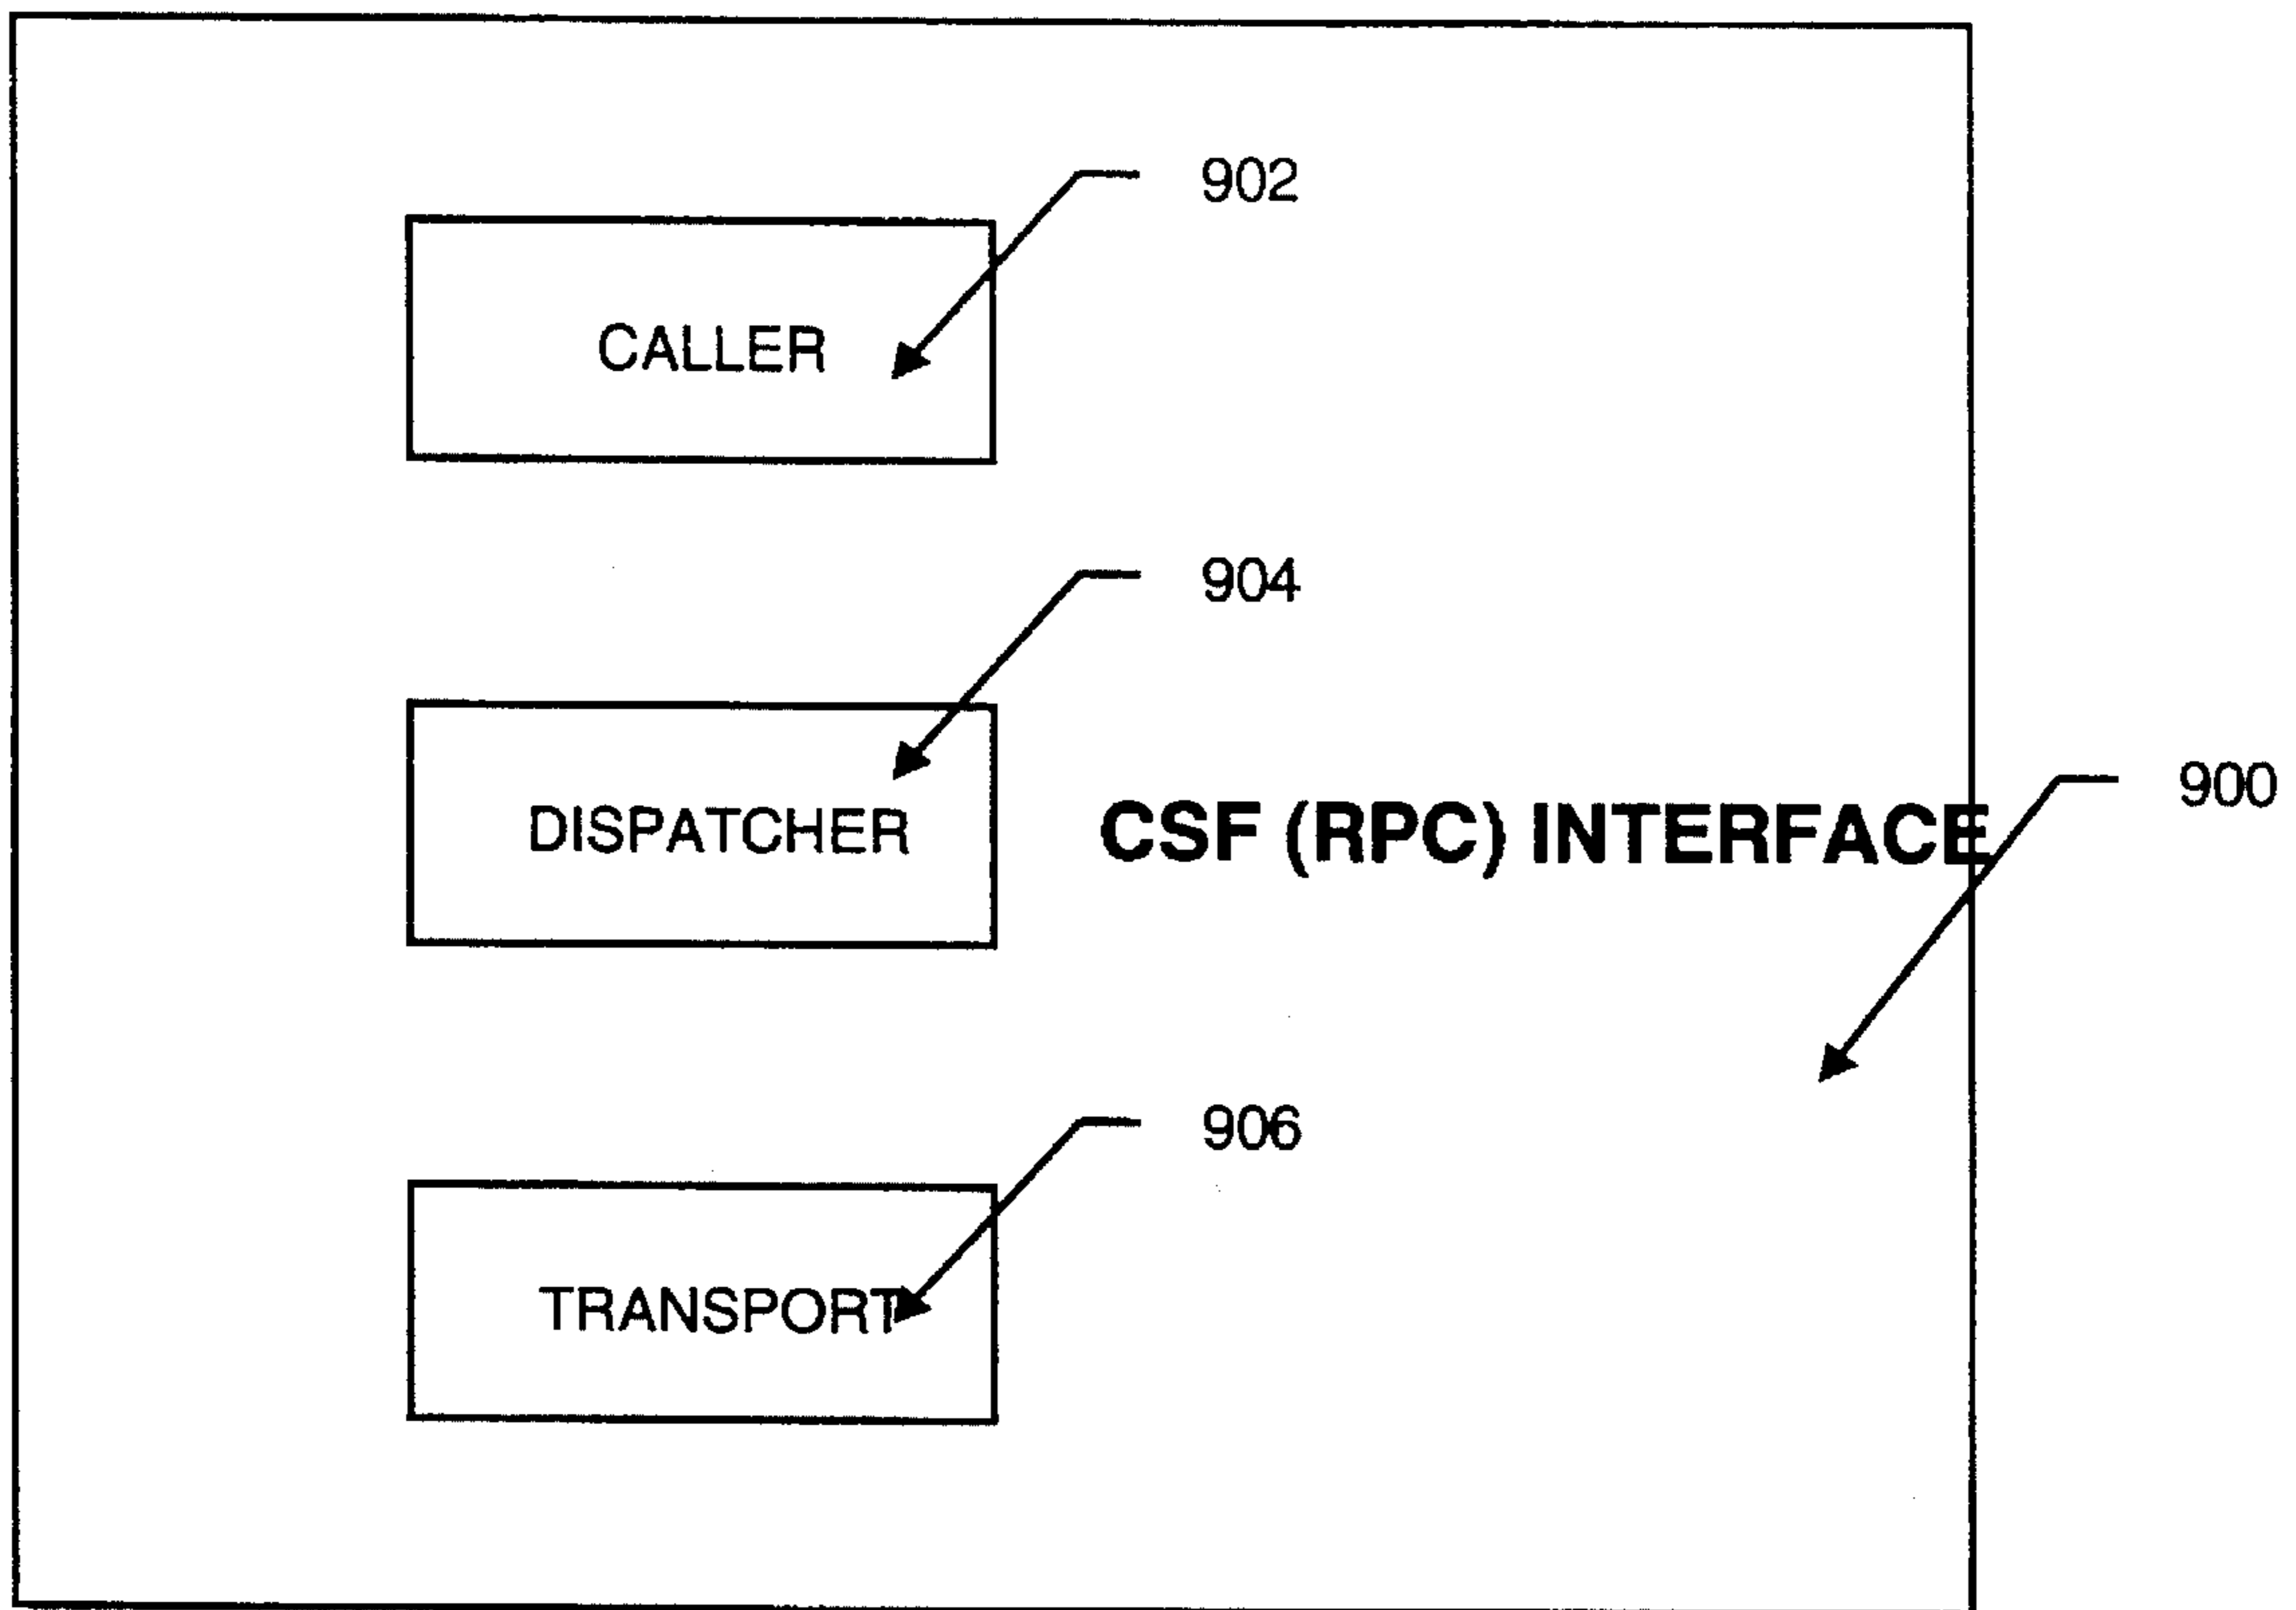 902
CALLER
904
DISPATCHER
CSF (RPC) INTERFACE
900
906
TRANSPORT